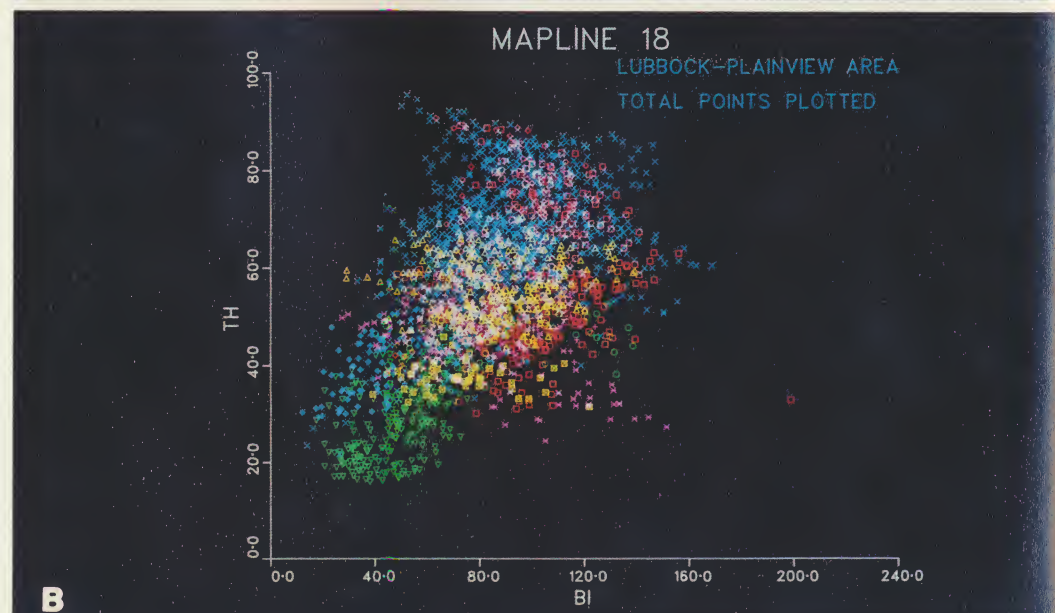 MAPLINE 18
LUBBOCK-PLAINVIEW AREA
TOTAL POINTS PLOTTED
100.0
80.0
60.0
40.0
20.0
0.0
TH
0.0 40.0 80.0 120.0 160.0 200.0 240.0
BI
B